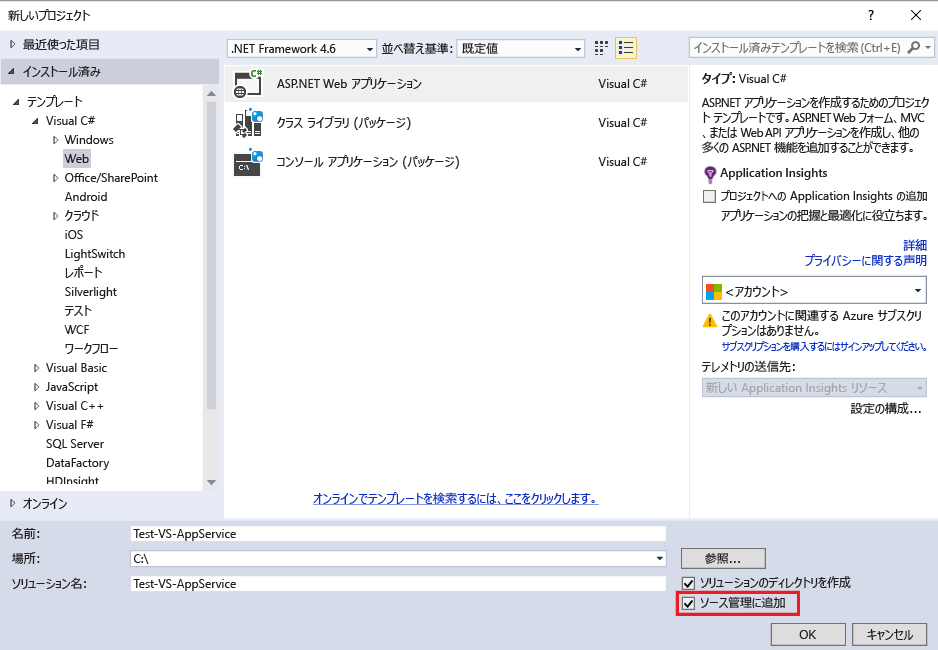 新しいプロジェクト
? ×
最近使った項目
インストール済み
テンプレート
Visual C#
Windows
Web
Office/SharePoint
Android
クラウド
iOS
LightSwitch
レポート
Silverlight
テスト
WCF
ワークフロー
Visual Basic
JavaScript
Visual C++
Visual F#
SQL Server
DataFactory
HDInsight
オンライン
.NET Framework 4.6
並べ替え基準: 既定値
インストール済みテンプレートを検索(Ctrl+E)
C#
ASP.NET Web アプリケーション Visual C#
クラス ライブラリ (パッケージ) Visual C#
C:\
コンソール アプリケーション (パッケージ) Visual C#
オンラインでテンプレートを検索するには、ここをクリックします。
タイプ: Visual C#
ASP.NET アプリケーションを作成するためのプロジェク
ト テンプレートです。ASP.NET Web フォーム、MVC
、または Web API アプリケーションを作成し、他の
多くの ASP.NET 機能を追加することができます。
Application Insights
プロジェクトへの Application Insights の追加
アプリケーションの把握と最適化に役立ちます。
詳細
プライバシーに関する声明
<アカウント>
このアカウントに関連する Azure サブスクリ
プションはありません。
サブスクリプションを購入するにはサインアップしてください。
テレメトリの送信先:
新しい Application Insights リソース
設定の構成...
名前: Test-VS-AppService
場所: C:\ 参照...
ソリューション名: Test-VS-AppService
ソリューションのディレクトリを作成
ソース管理に追加
OK キャンセル